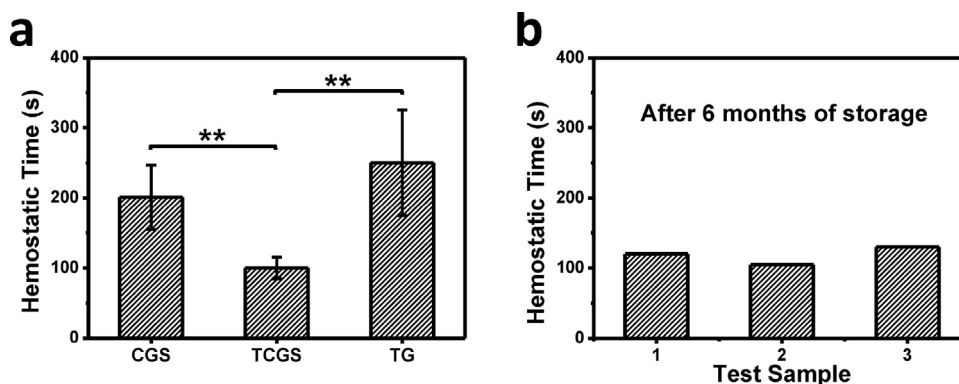 a
Hemostatic Time (s)
400
300
200
100
0
**
**
CGS TCGS TG
b
Hemostatic Time (s)
400
300
200
100
0
After 6 months of storage
1 2 3
Test Sample